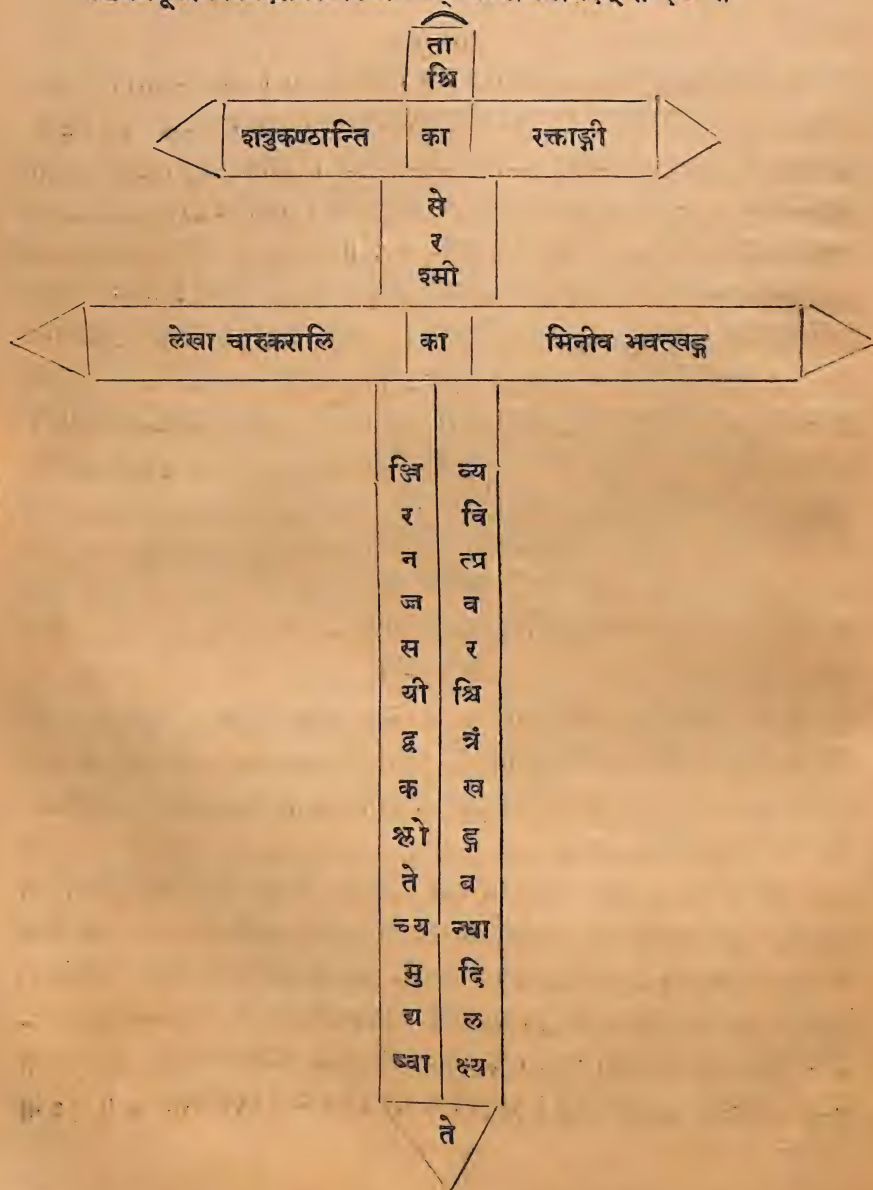 ता
श्रि
शत्रुकण्ठान्ति का रक्ताङ्गी
से
र
श्मी
लेखा चारुकरालि का मिनीव भवत्खड्ग
ञ्जि व्य
र वि
न त्प्र
ज्ज व
स र
यी श्चि
द्व त्रं
क ख
श्लो ड्ग
ते ब
च्य न्धा
मु दि
द्य ल
ष्वा क्ष्य
ते